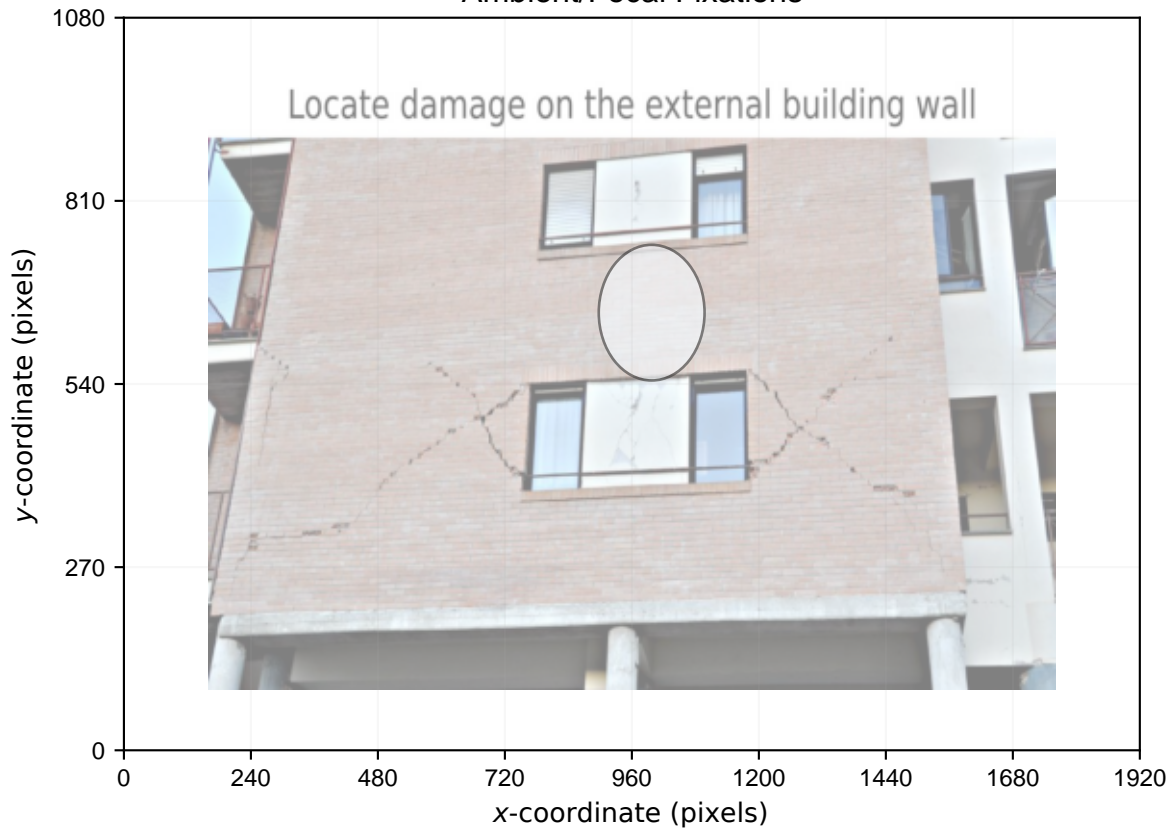 Ambient/Focal Fixations
1080
Locate damage on the external building wall
810
540
270
0
0 240 480 720 960 1200 1440 1680 1920
y-coordinate (pixels)
x-coordinate (pixels)